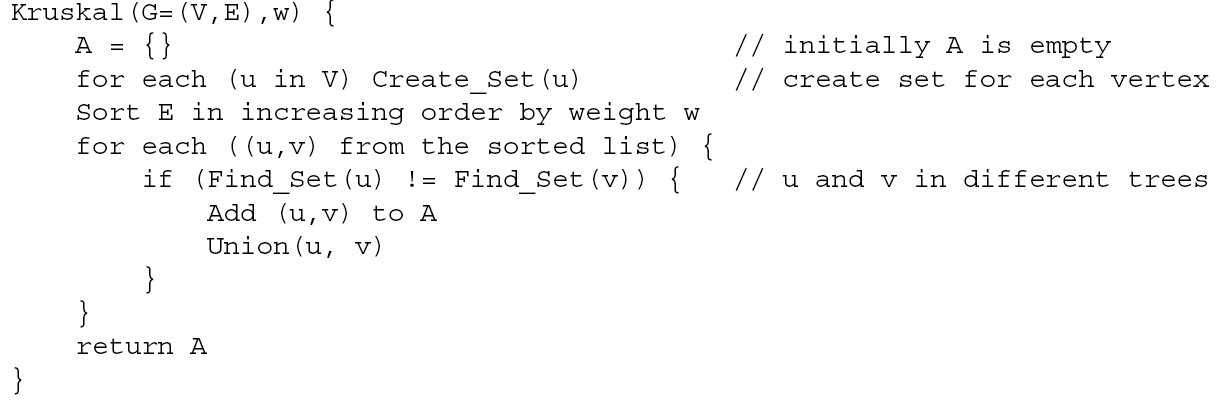 Kruskal(G=(V,E),w) {
    A = {}                                  // initially A is empty
    for each (u in V) Create_Set(u)         // create set for each vertex
    Sort E in increasing order by weight w
    for each ((u,v) from the sorted list) {
        if (Find_Set(u) != Find_Set(v)) {   // u and v in different trees
            Add (u,v) to A
            Union(u, v)
        }
    }
    return A
}